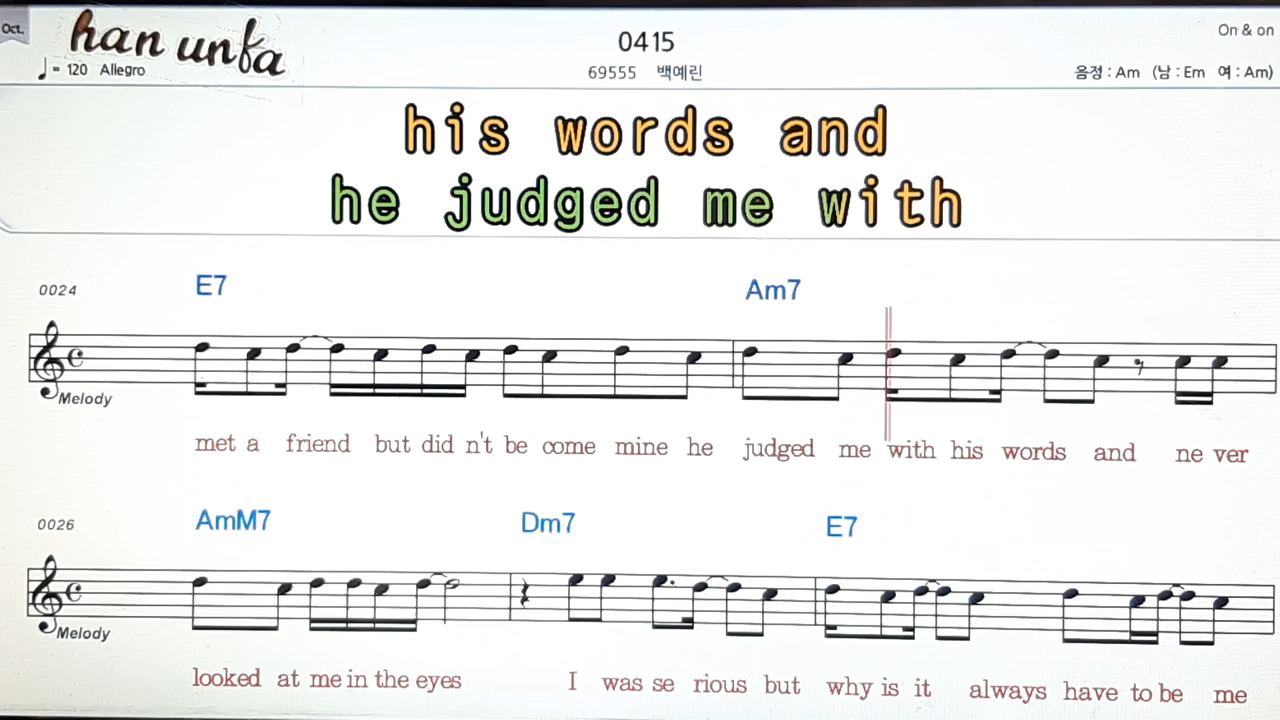 Oct.
han unfa
0415
On & on
♩ = 120 Allegro
69555 백예린
음정 : Am (남 : Em 여 : Am)
his words and
he judged me with
0024
E7 Am7
Melody
met a friend but did n't be come mine he judged me with his words and ne ver
0026
AmM7 Dm7 E7
Melody
looked at me in the eyes I was se rious but why is it always have to be me